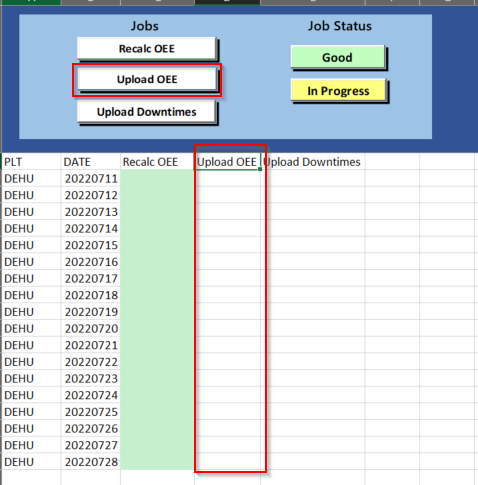 Jobs Job Status
Recalc OEE
Good
Upload OEE
In Progress
Upload Downtimes
PLT DATE Recalc OEE Upload OEE Upload Downtimes
DEHU 20220711
DEHU 20220712
DEHU 20220713
DEHU 20220714
DEHU 20220715
DEHU 20220716
DEHU 20220717
DEHU 20220718
DEHU 20220719
DEHU 20220720
DEHU 20220721
DEHU 20220722
DEHU 20220723
DEHU 20220724
DEHU 20220725
DEHU 20220726
DEHU 20220727
DEHU 20220728